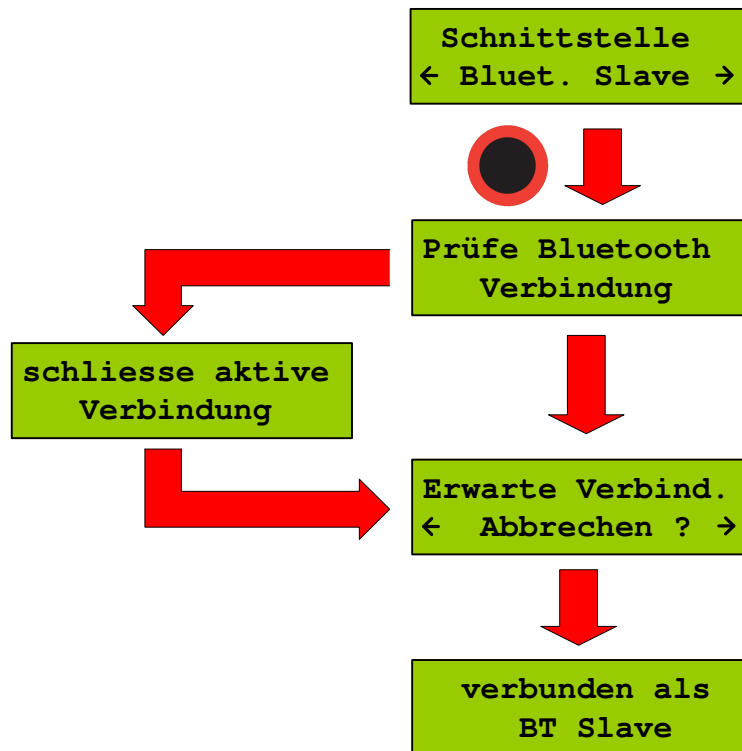 Schnittstelle
← Bluet. Slave →
Prüfe Bluetooth
Verbindung
schliesse aktive
Verbindung
Erwarte Verbind.
← Abbrechen ? →
verbunden als
BT Slave